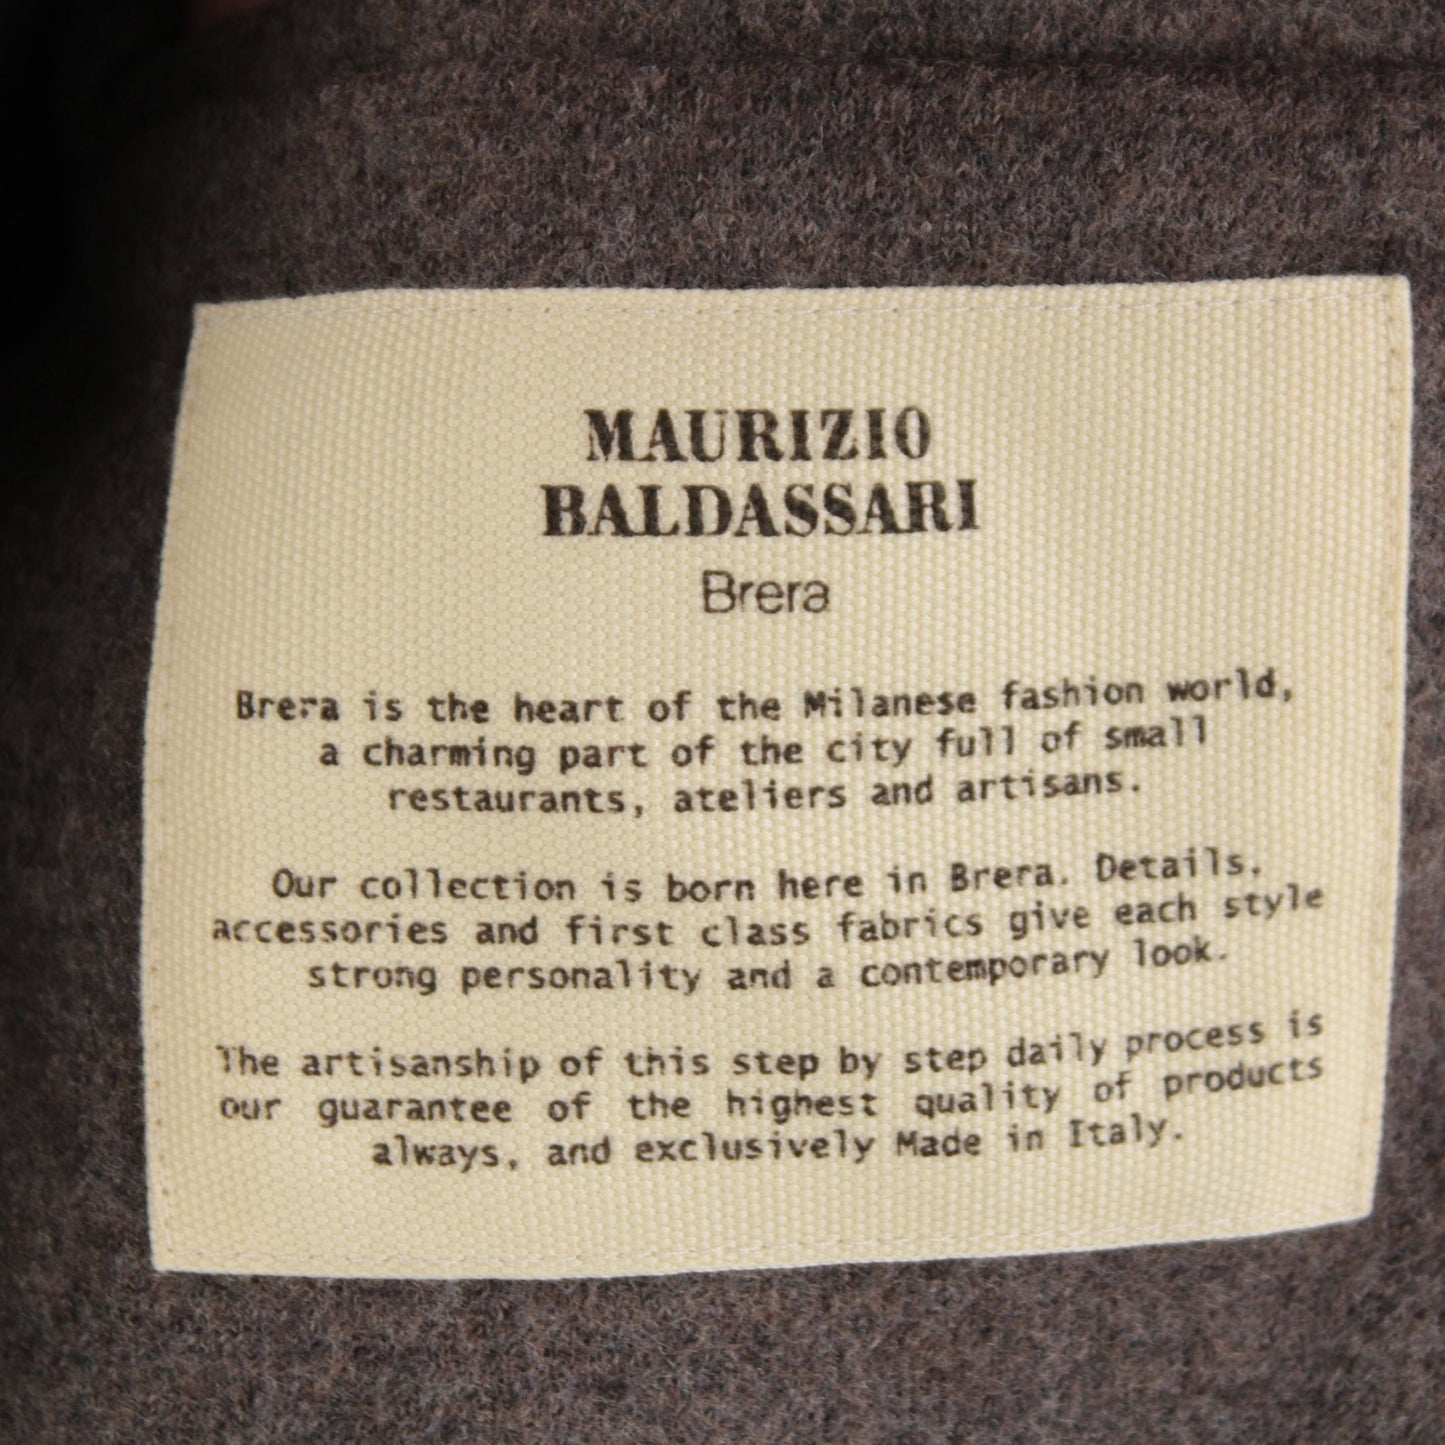 MAURIZIO
BALDASSARI
Brera
Brera is the heart of the Milanese fashion world,
a charming part of the city full of small
restaurants, ateliers and artisans.
Our collection is born here in Brera. Details,
accessories and first class fabrics give each style
strong personality and a contemporary look.
The artisanship of this step by step daily process is
our guarantee of the highest quality of products
always, and exclusively Made in Italy.